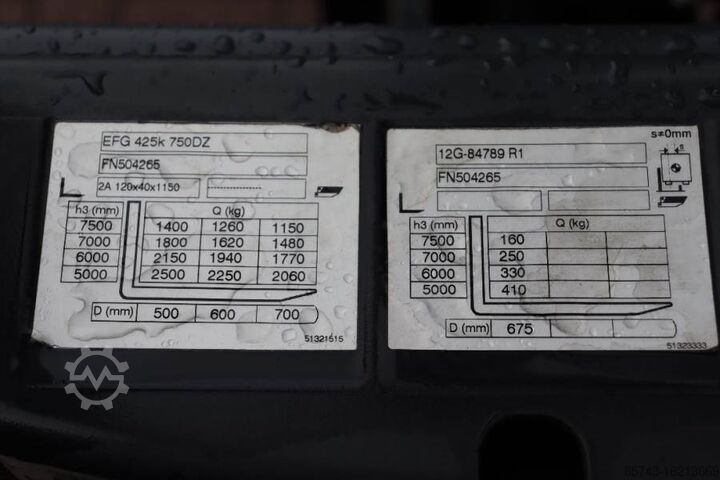 EFG 425k 750DZ
FN504265
2A 120x40x1150 --------------
h3 (mm) Q (kg)
7500 1400 1260 1150
7000 1800 1620 1480
6000 2150 1940 1770
5000 2500 2250 2060
D (mm) 500 600 700
51321515
s≠0mm
12G-84789 R1
s
FN504265
h3 (mm) Q (kg)
7500 160
7000 250
6000 330
5000 410
D (mm) 675
51323333